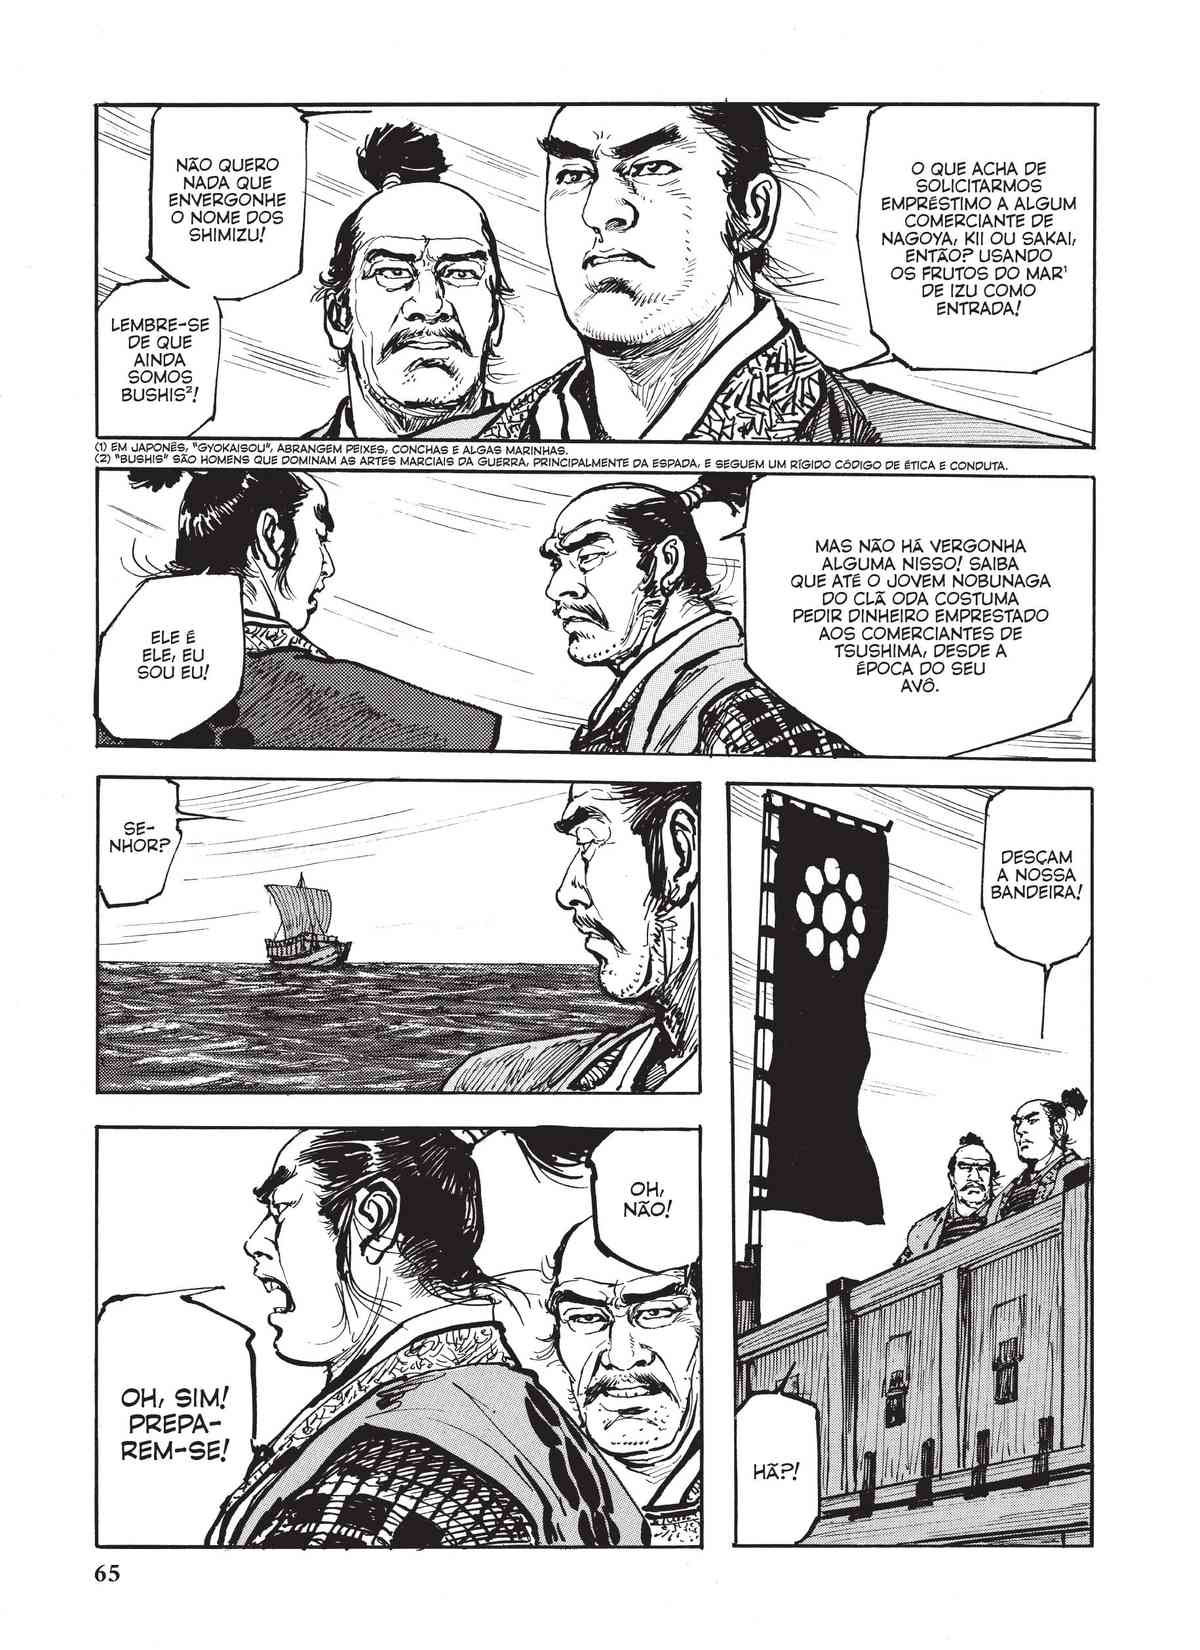 O QUE ACHA DE
SOLICITARMOS
EMPRÉSTIMO A ALGUM
COMERCIANTE DE
NAGOYA, KII OU SAKAI,
ENTÃO? USANDO
OS FRUTOS DO MAR¹
DE IZU COMO
ENTRADA!
NÃO QUERO
NADA QUE
ENVERGONHE
O NOME DOS
SHIMIZU!
LEMBRE-SE
DE QUE
AINDA
SOMOS
BUSHIS²!
(1) EM JAPONÊS, "GYOKAISOU", ABRANGEM PEIXES, CONCHAS E ALGAS MARINHAS.
(2) "BUSHIS" SÃO HOMENS QUE DOMINAM AS ARTES MARCIAIS DA GUERRA, PRINCIPALMENTE DA ESPADA, E SEGUEM UM RÍGIDO CÓDIGO DE ÉTICA E CONDUTA.
MAS NÃO HÁ VERGONHA
ALGUMA NISSO! SAIBA
QUE ATÉ O JOVEM NOBUNAGA
DO CLÃ ODA COSTUMA
PEDIR DINHEIRO EMPRESTADO
AOS COMERCIANTES DE
TSUSHIMA, DESDE A
ÉPOCA DO SEU
AVÔ.
ELE É
ELE, EU
SOU EU!
DESÇAM
A NOSSA
BANDEIRA!
HÃ?!
SE-
NHOR?
OH,
NÃO!
OH, SIM!
PREPA-
REM-SE!
65